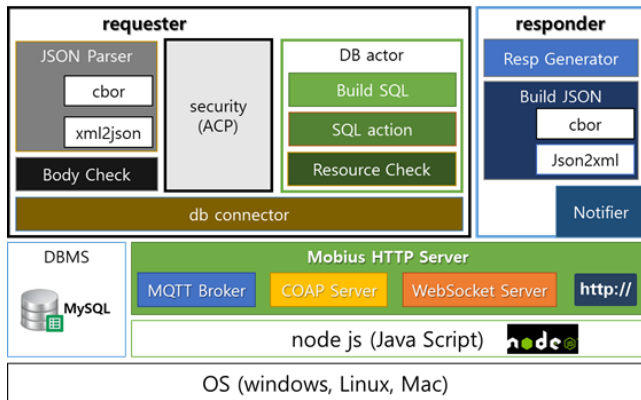 requester
JSON Parser
cbor
xml2json
Body Check
security
(ACP)
DB actor
Build SQL
SQL action
Resource Check
db connector
responder
Resp Generator
Build JSON
cbor
Json2xml
Notifier
DBMS
MySQL
Mobius HTTP Server
MQTT Broker
COAP Server
WebSocket Server
http://
node js (Java Script)
node
JS
OS (windows, Linux, Mac)